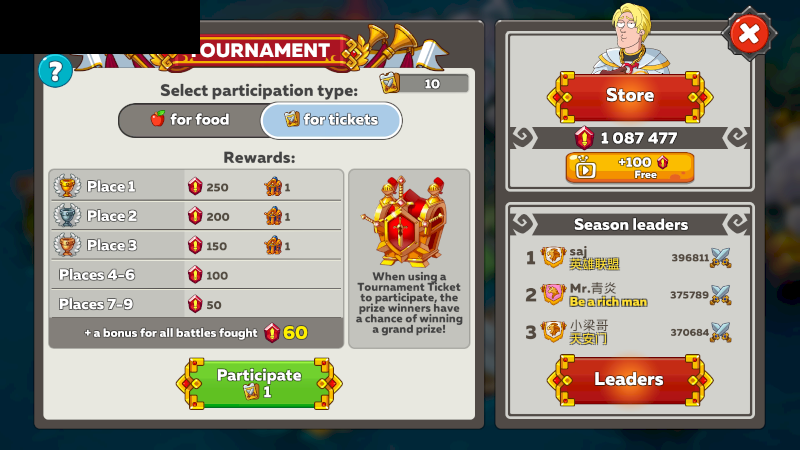 TOURNAMENT
?
Select participation type:
10
for food
for tickets
Rewards:
Place 1
250
1
Place 2
200
1
Place 3
150
1
Places 4-6
100
Places 7-9
50
+ a bonus for all battles fought
60
When using a
Tournament Ticket
to participate, the
prize winners have
a chance of winning
a grand prize!
Participate
1
Store
1 087 477
+100
Free
Season leaders
1
saj
英雄联盟
396811
2
Mr.青炎
Be a rich man
375789
3
小梁哥
天安门
370684
Leaders